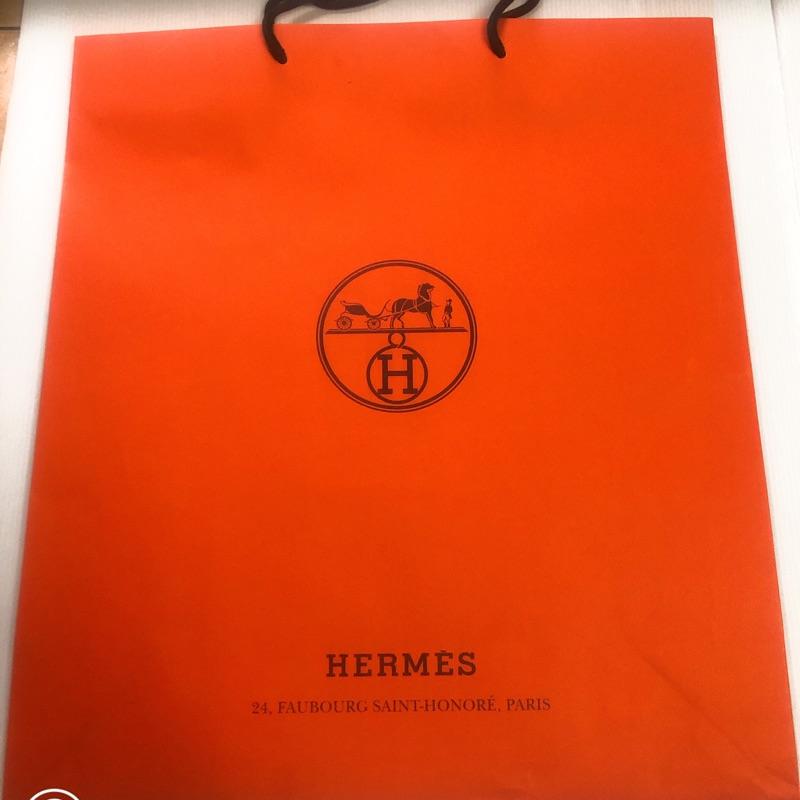 H
HERMÈS
24, FAUBOURG SAINT-HONORÉ, PARIS